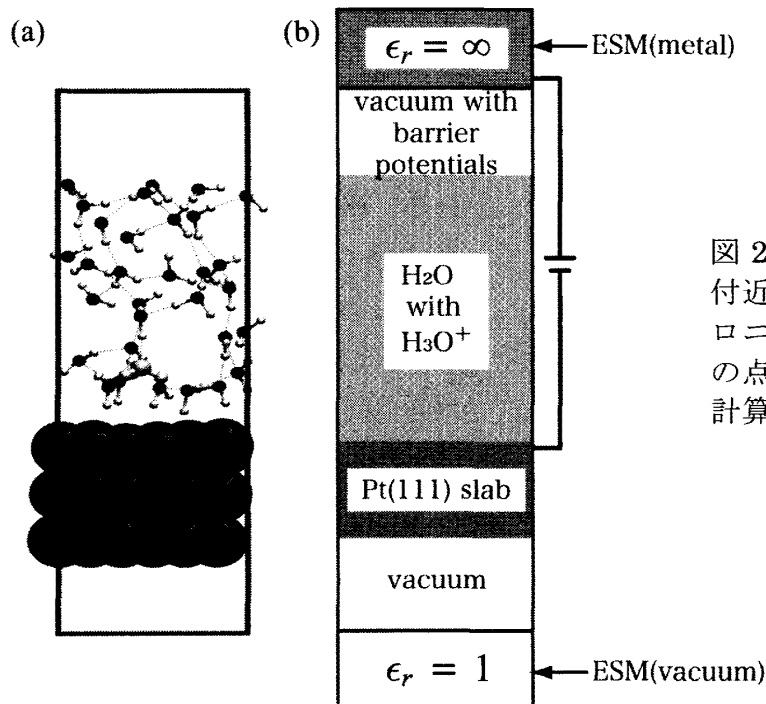 (a)
(b)
ϵr = ∞
ESM(metal)
vacuum with
barrier
potentials
H2O
with
H3O+
Pt(111) slab
vacuum
ϵr = 1
ESM(vacuum)
図 2
付近
ロニ
の点
計算